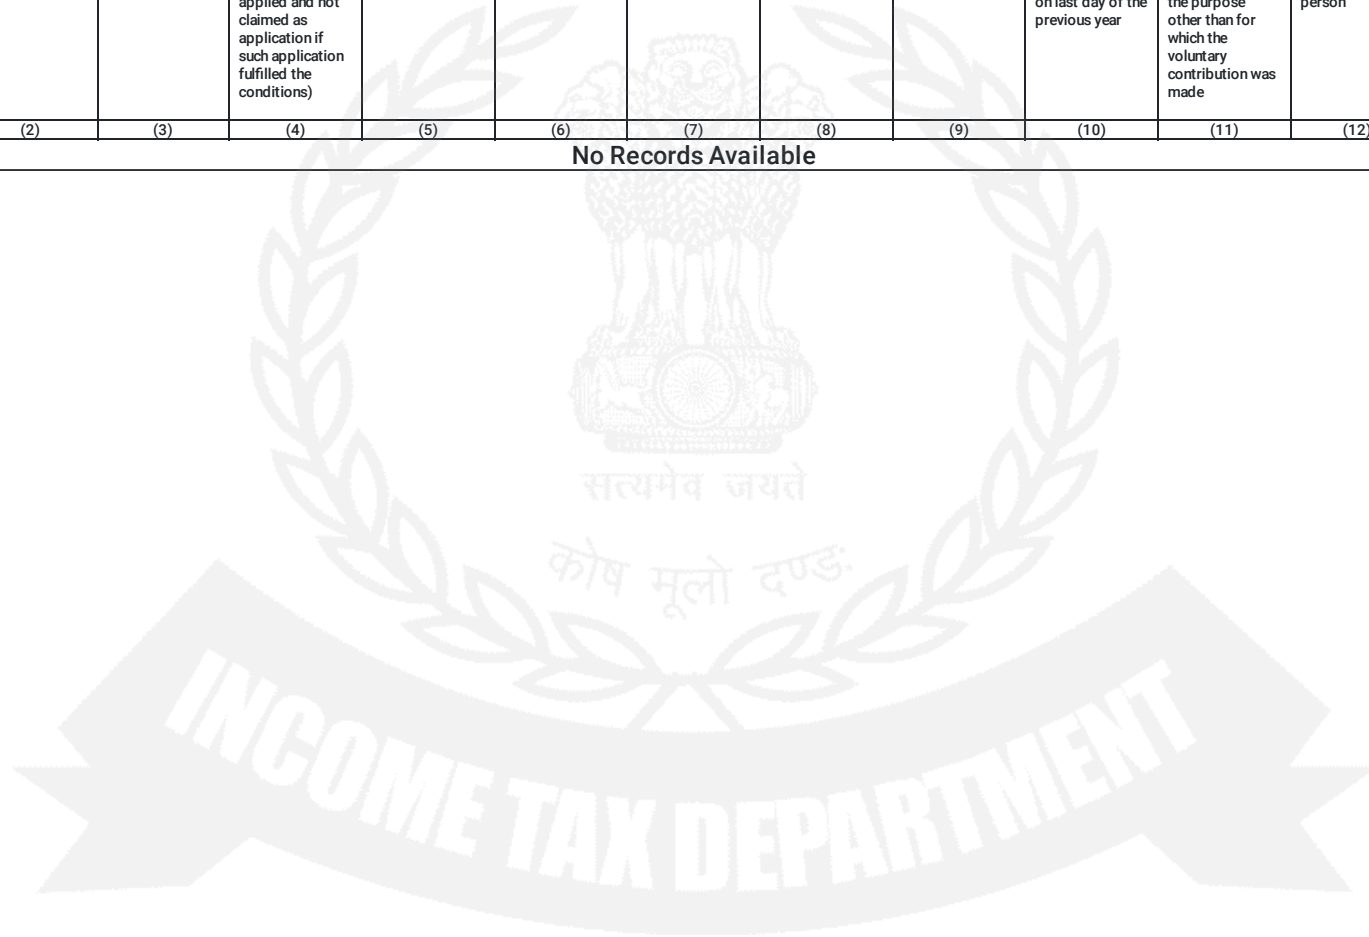 applied and not
claimed as
application if
such application
fulfilled the
conditions)
on last day of the
previous year
the purpose
other than for
which the
voluntary
contribution was
made
person
(2) (3) (4) (5) (6) (7) (8) (9) (10) (11) (12)
No Records Available
सत्यमेव जयते
कोष मूलो दण्डः
INCOME TAX DEPARTMENT